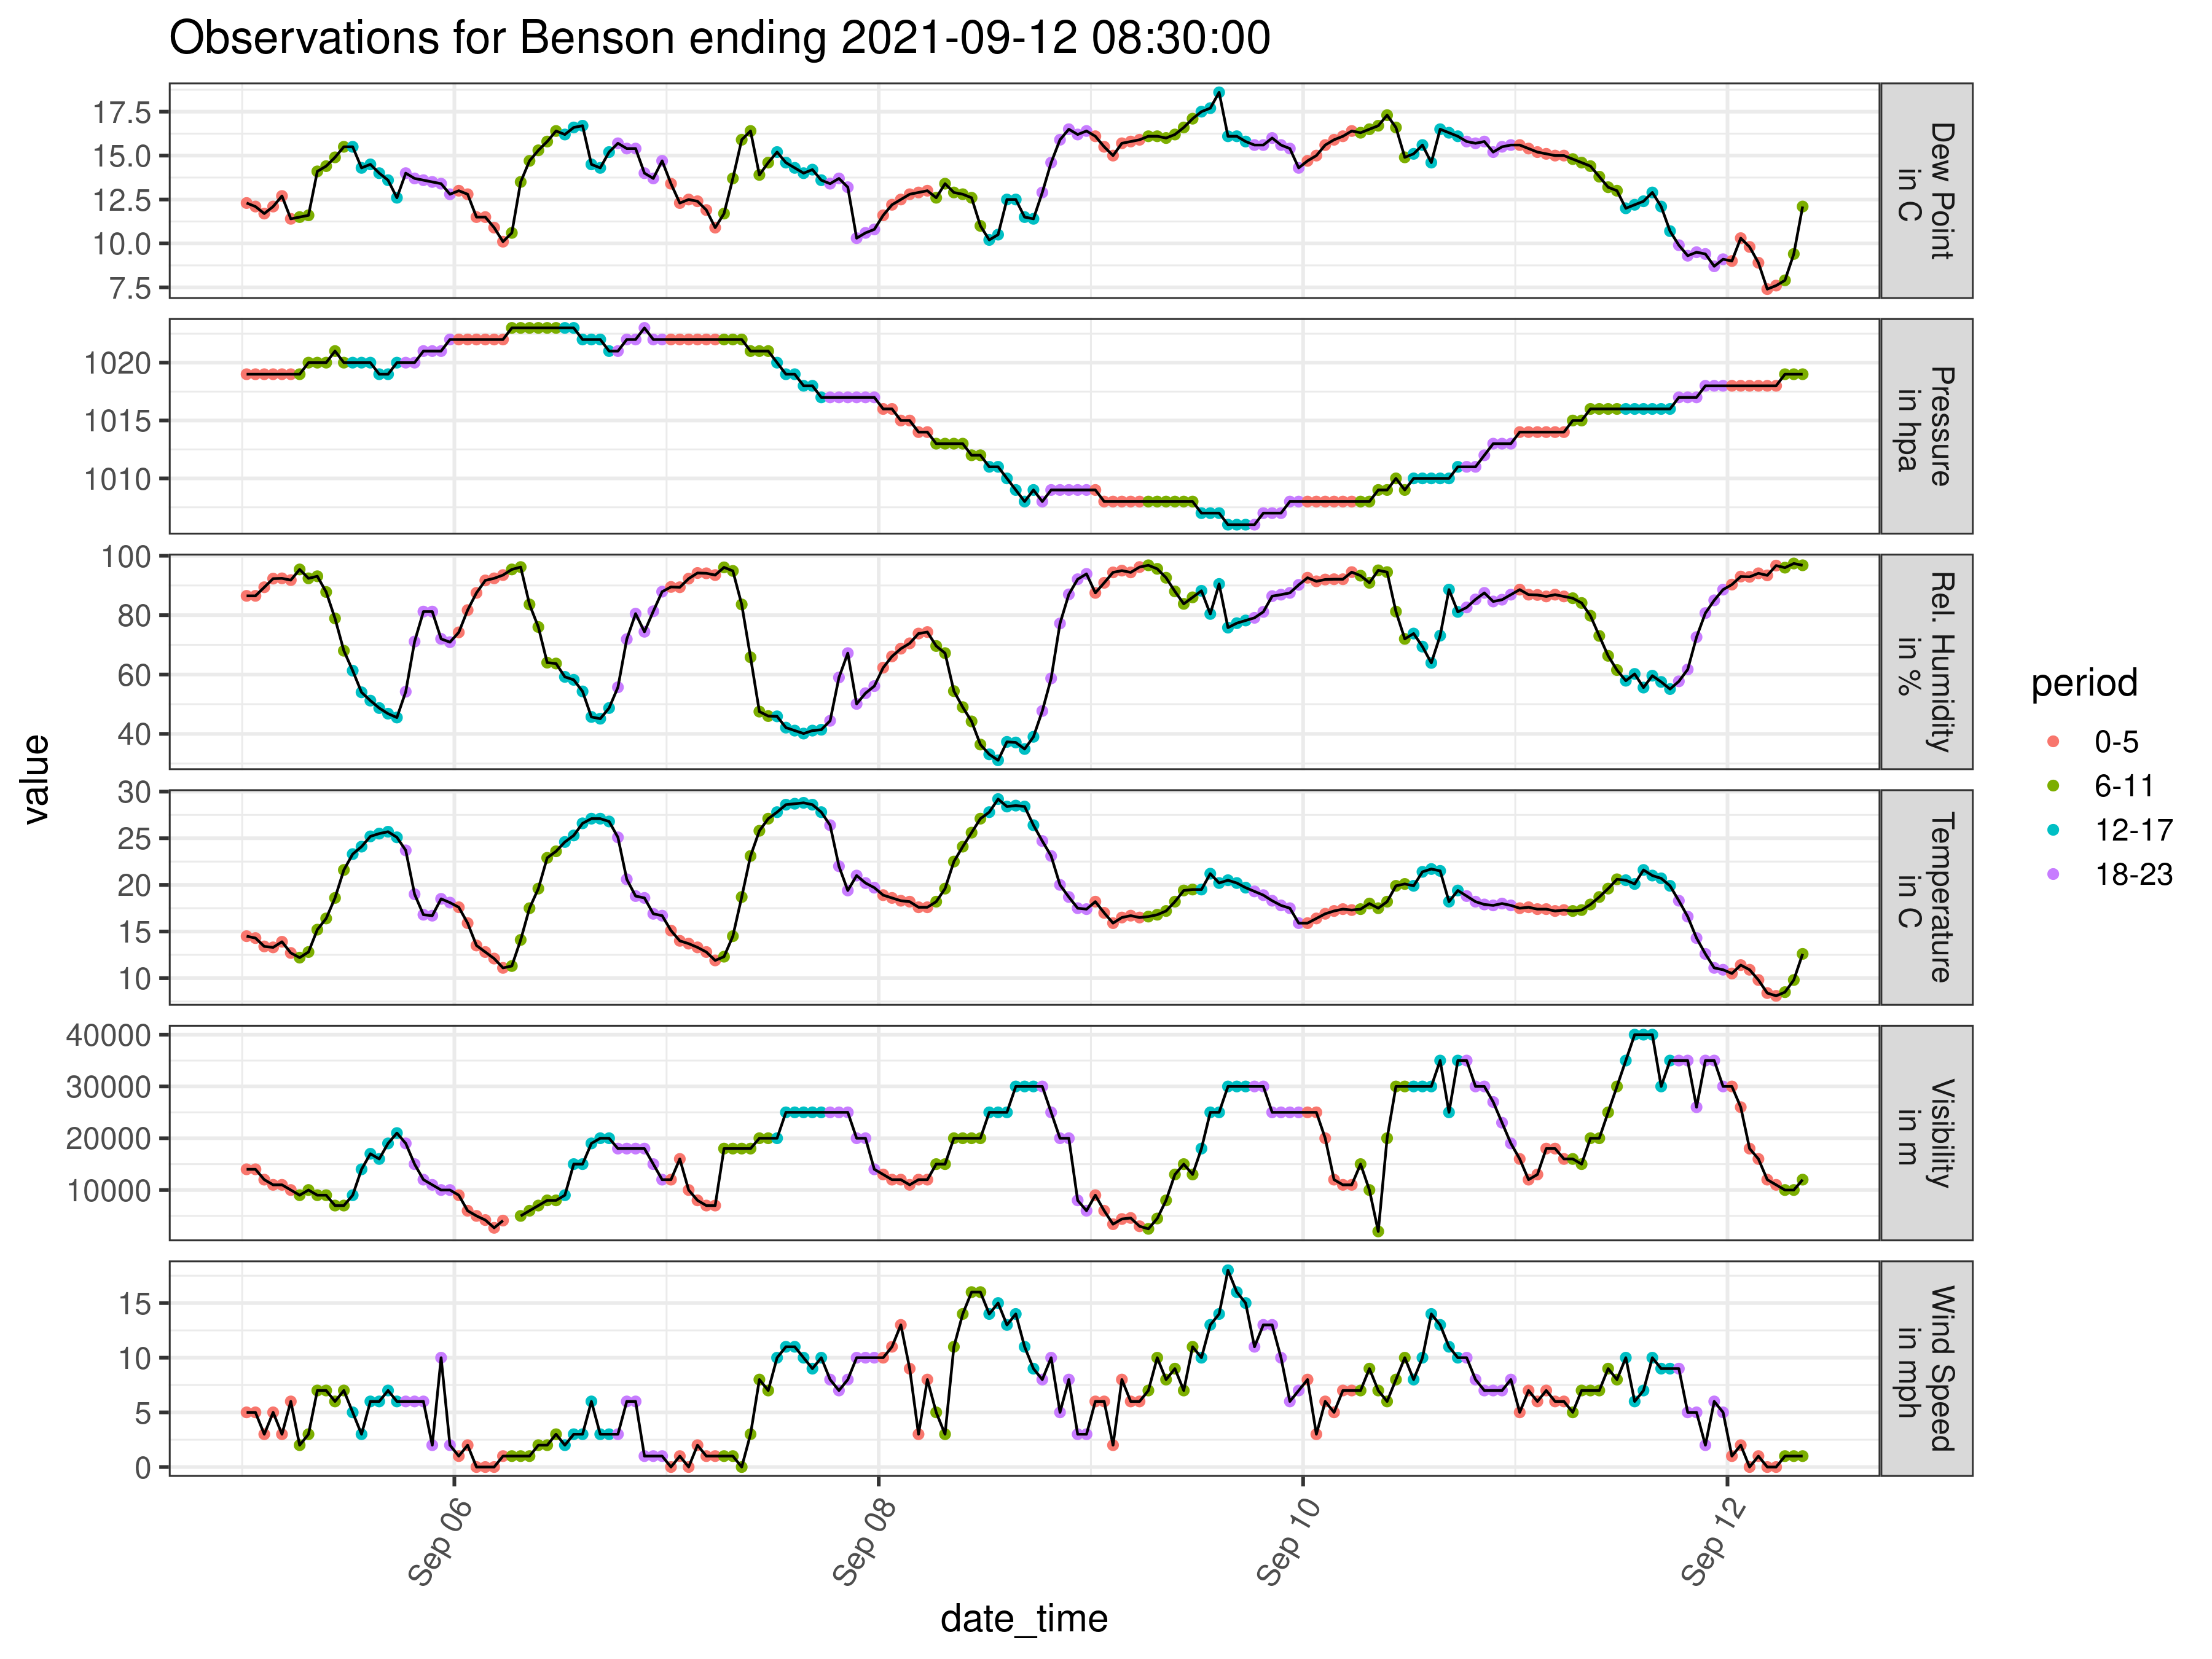 Observations for Benson ending 2021-09-12 08:30:00
value
17.5
15.0
12.5
10.0
7.5
Dew Point
in C
1020
1015
1010
Pressure
in hpa
100
80
60
40
Rel. Humidity
in %
30
25
20
15
10
Temperature
in C
40000
30000
20000
10000
Visibility
in m
15
10
5
0
Wind Speed
in mph
Sep 06
Sep 08
Sep 10
Sep 12
date_time
period
0-5
6-11
12-17
18-23